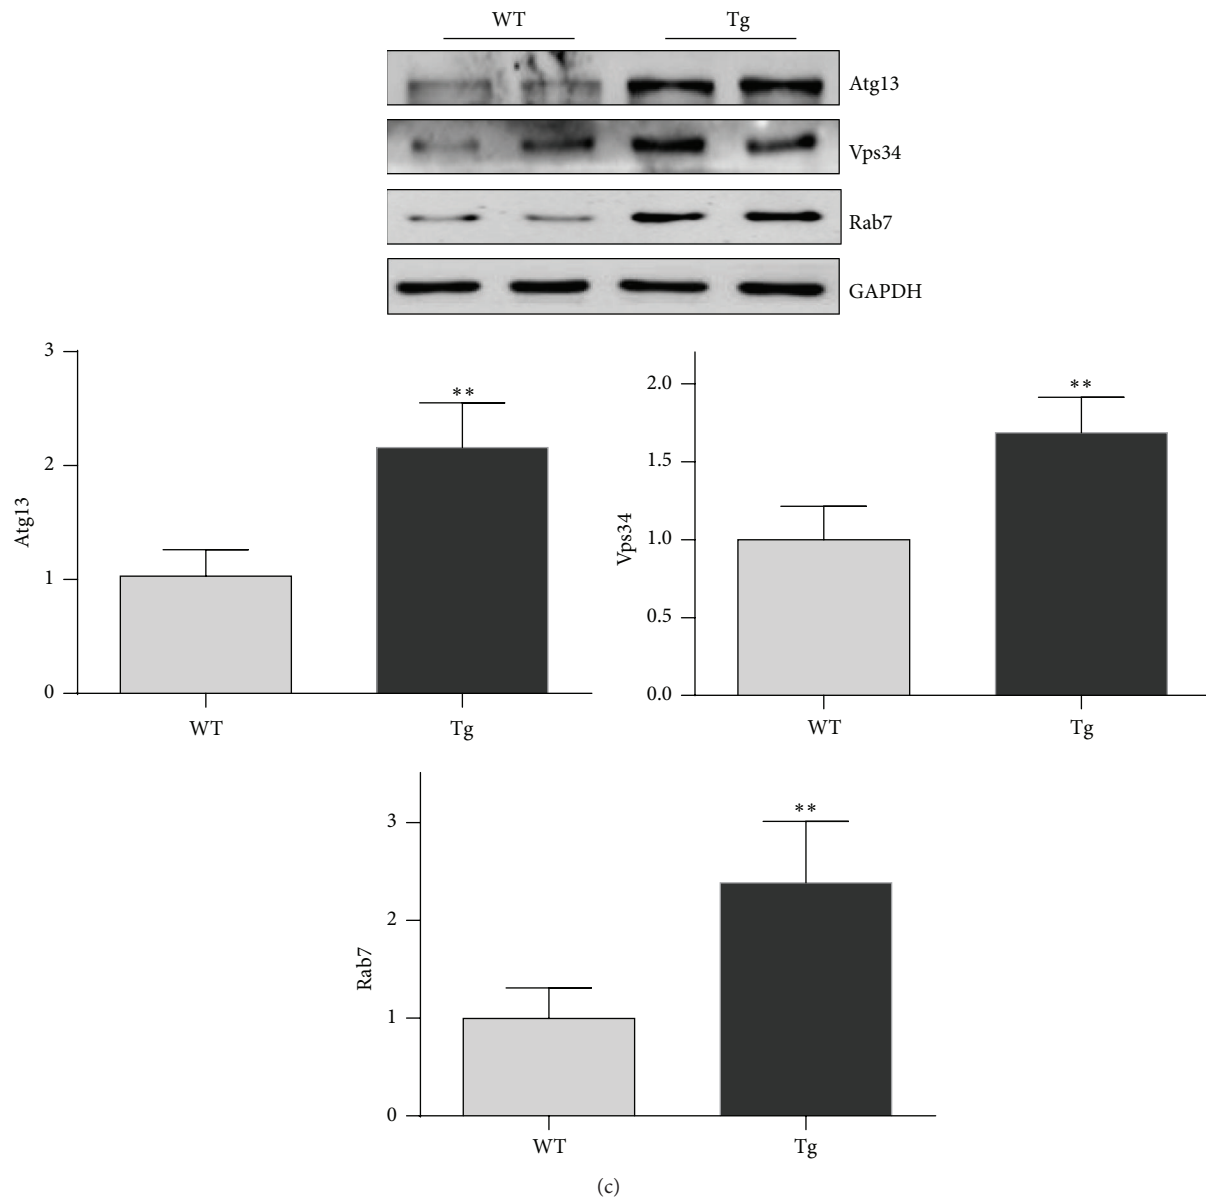 WT Tg
Atg13
Vps34
Rab7
GAPDH
3
2
1
0
Atg13
**
WT Tg
2.0
1.5
1.0
0.5
0.0
Vps34
**
WT Tg
3
2
1
0
Rab7
**
WT Tg
(c)